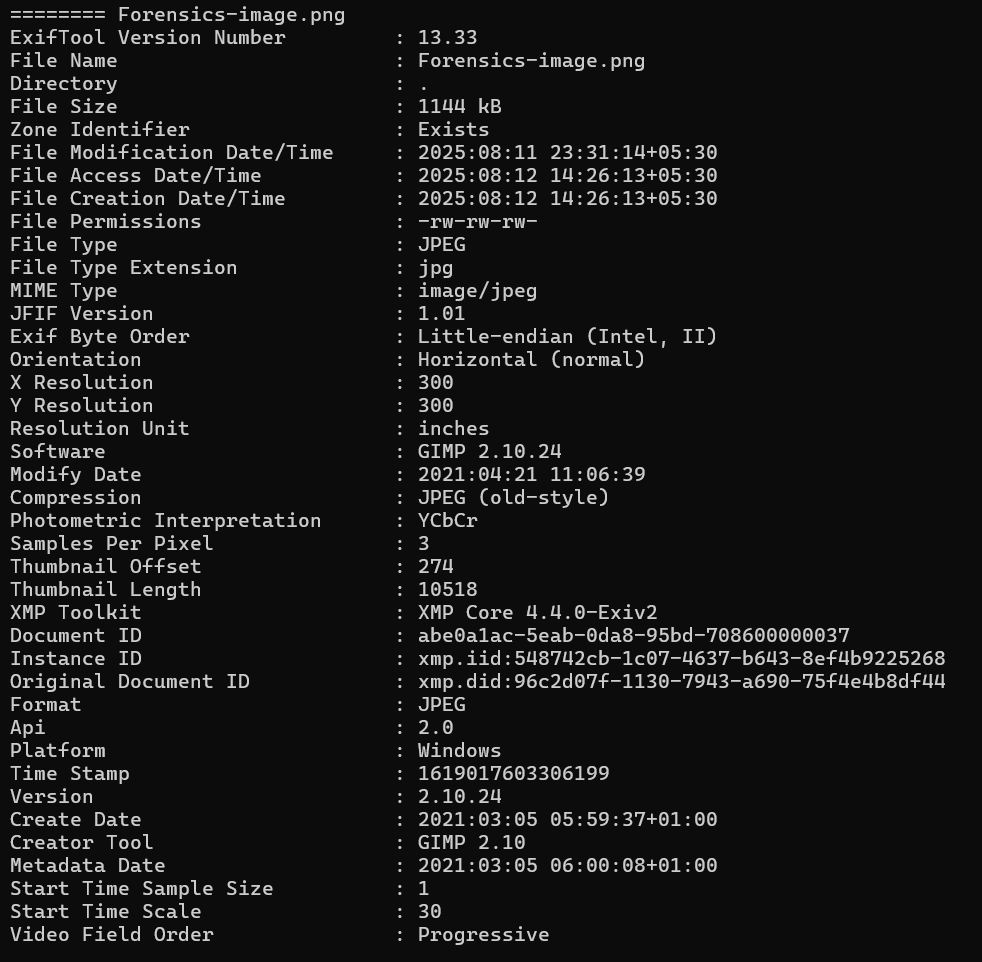 ======== Forensics-image.png
ExifTool Version Number         : 13.33
File Name                       : Forensics-image.png
Directory                       : .
File Size                       : 1144 kB
Zone Identifier                 : Exists
File Modification Date/Time     : 2025:08:11 23:31:14+05:30
File Access Date/Time           : 2025:08:12 14:26:13+05:30
File Creation Date/Time         : 2025:08:12 14:26:13+05:30
File Permissions                : -rw-rw-rw-
File Type                       : JPEG
File Type Extension             : jpg
MIME Type                       : image/jpeg
JFIF Version                    : 1.01
Exif Byte Order                 : Little-endian (Intel, II)
Orientation                     : Horizontal (normal)
X Resolution                    : 300
Y Resolution                    : 300
Resolution Unit                 : inches
Software                        : GIMP 2.10.24
Modify Date                     : 2021:04:21 11:06:39
Compression                     : JPEG (old-style)
Photometric Interpretation      : YCbCr
Samples Per Pixel               : 3
Thumbnail Offset                : 274
Thumbnail Length                : 10518
XMP Toolkit                     : XMP Core 4.4.0-Exiv2
Document ID                     : abe0a1ac-5eab-0da8-95bd-708600000037
Instance ID                     : xmp.iid:548742cb-1c07-4637-b643-8ef4b9225268
Original Document ID            : xmp.did:96c2d07f-1130-7943-a690-75f4e4b8df44
Format                          : JPEG
Api                             : 2.0
Platform                        : Windows
Time Stamp                      : 1619017603306199
Version                         : 2.10.24
Create Date                     : 2021:03:05 05:59:37+01:00
Creator Tool                    : GIMP 2.10
Metadata Date                   : 2021:03:05 06:00:08+01:00
Start Time Sample Size          : 1
Start Time Scale                : 30
Video Field Order               : Progressive